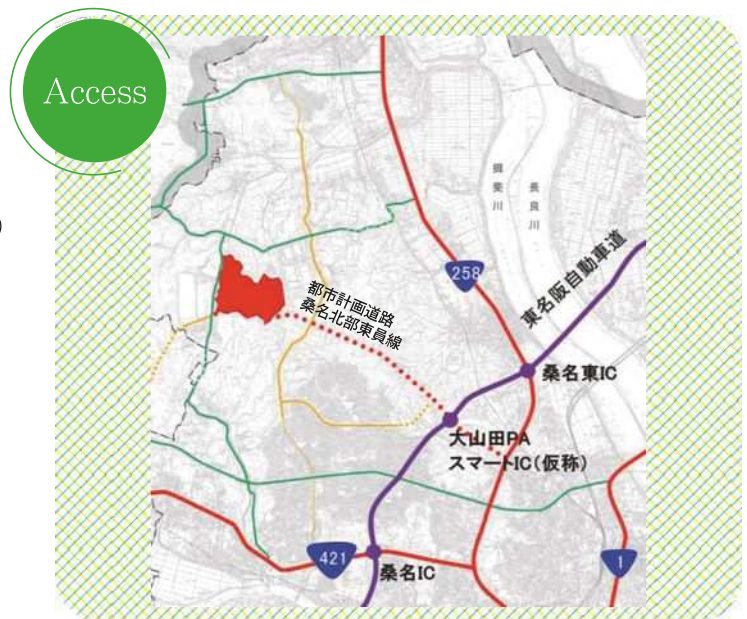 Access
)
揖斐川
長良川
258
東名阪自動車道
都市計画道路
桑名北部東員線
桑名東IC
大山田PA
スマートIC(仮称)
421
桑名IC
1